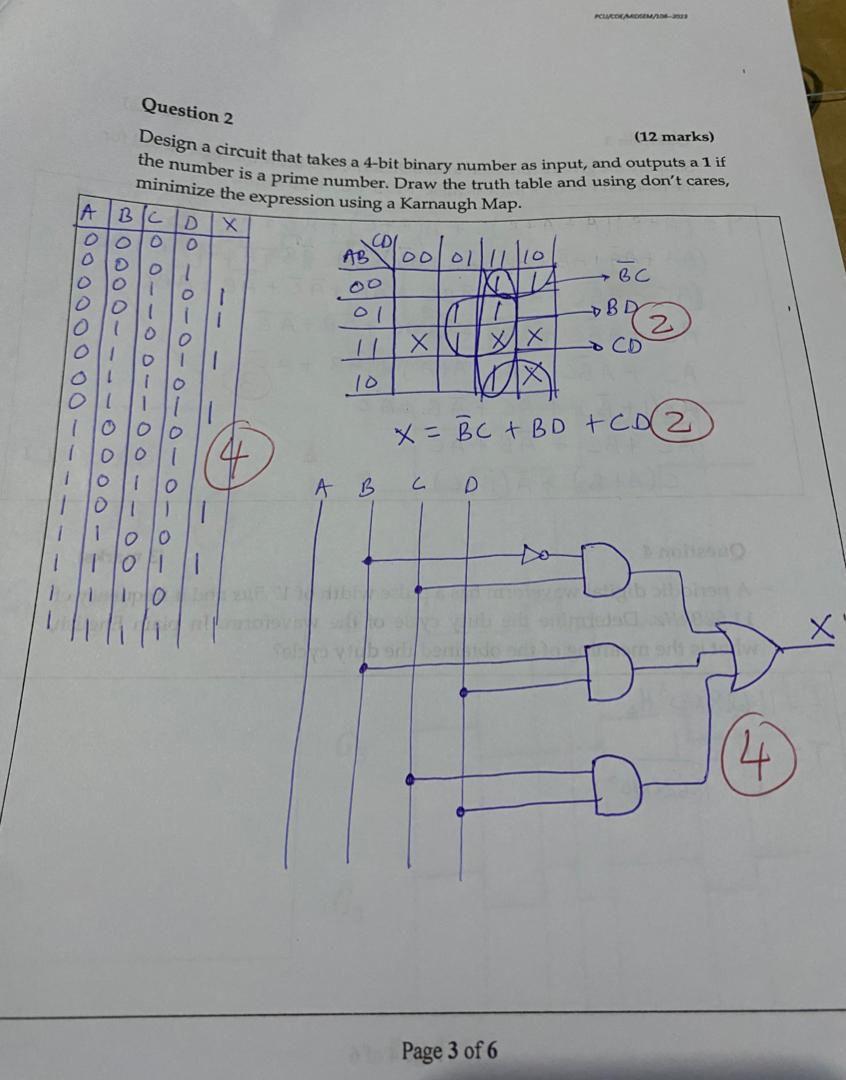 PCU/COE/MIDSEM/106-2023
Question 2
(12 marks)
Design a circuit that takes a 4-bit binary number as input, and outputs a 1 if
the number is a prime number. Draw the truth table and using don't cares,
minimize the expression using a Karnaugh Map.
A B C D X
0 0 0 0
0 0 0 1
0 0 1 0 1
0 0 1 1 1
0 1 0 0
0 1 0 1 1
0 1 1 0
0 1 1 1 1
1 0 0 0
1 0 0 1
1 0 1 0
1 0 1 1 1
1 1 0 0
1 1 0 1 1
1 1 1 0
1 1 1 1
4
AB CD 00 01 11 10
00 1 1
01 1 1
11 X 1 X X
10 1 X
B̅C
BD
CD
2
X = B̅C + BD + CD
2
A B C D
X
4
Page 3 of 6